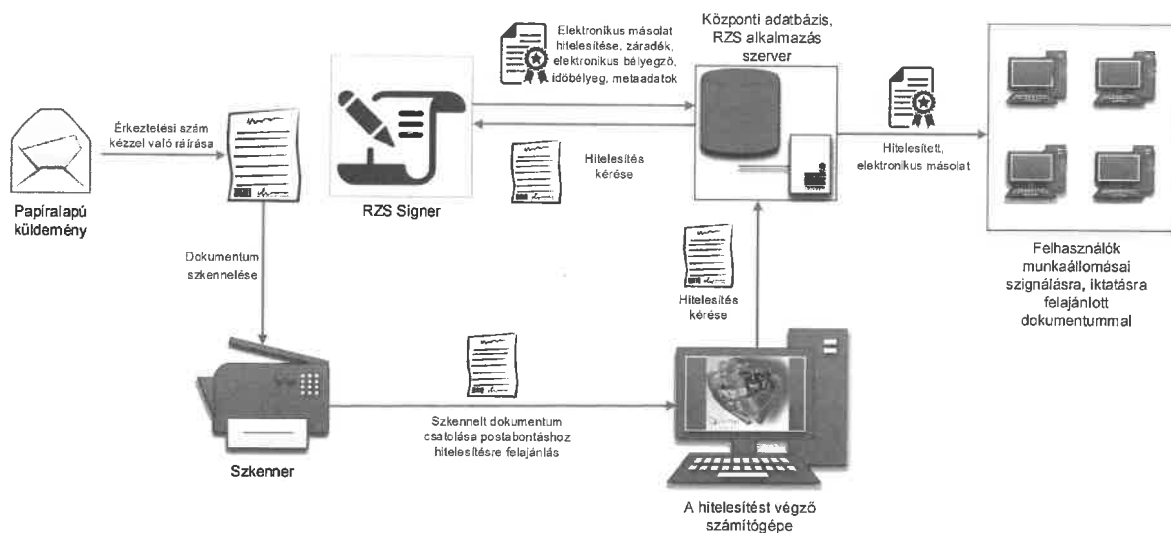 Papíralapú
küldemény
Érkeztetési szám
kézzel való ráírása
Dokumentum
szkennelése
Szkenner
Szkennelt dokumentum
csatolása postabontáshoz
hitelesítésre felajánlás
A hitelesítést végző
számítógépe
Hitelesítés
kérése
Központi adatbázis,
RZS alkalmazás
szerver
Hitelesítés
kérése
RZS Signer
Elektronikus másolat
hitelesítése, záradék,
elektronikus bélyegző,
időbélyeg, metaadatok
Hitelesített,
elektronikus másolat
Felhasználók
munkaállomásai
szignálásra, iktatásra
felajánlott
dokumentummal